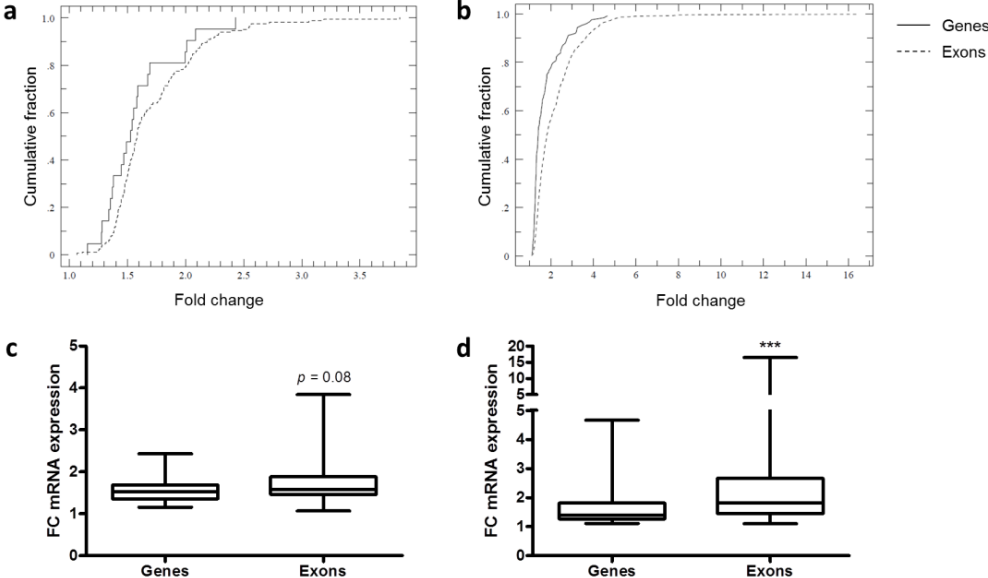 a
1.0
.8
.6
.4
.2
0
Cumulative fraction
1.0 1.5 2.0 2.5 3.0 3.5
Fold change
b
1.0
.8
.6
.4
.2
0
Cumulative fraction
2 4 6 8 10 12 14 16
Fold change
Genes
Exons
c
5
4
3
2
1
0
FC mRNA expression
p = 0.08
Genes Exons
d
20
15
10
5
5
4
3
2
1
0
FC mRNA expression
***
Genes Exons